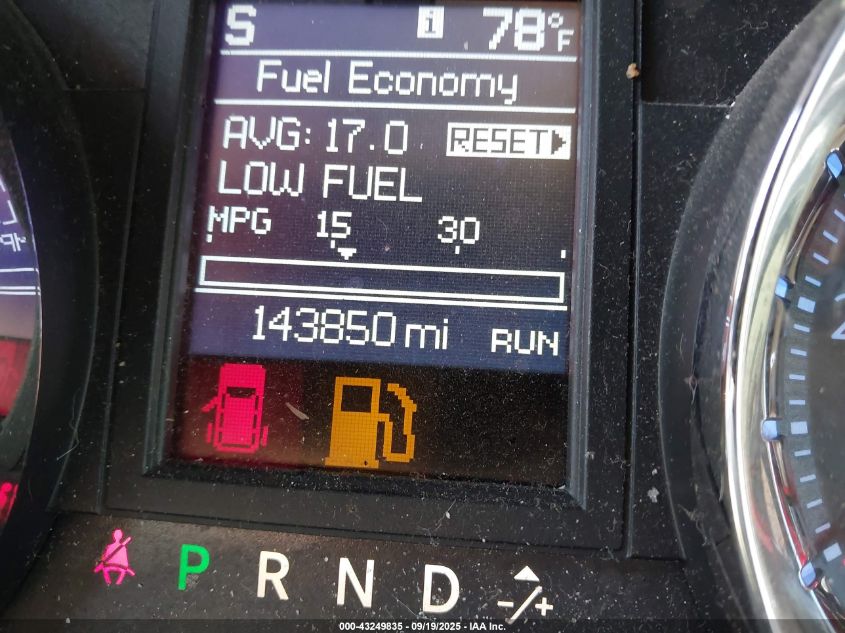 S i 78°F
Fuel Economy
AVG: 17.0 RESET
LOW FUEL
MPG 15 30
143850 mi RUN
P R N D -/+
000-43249835 - 09/19/2025 - IAA Inc.